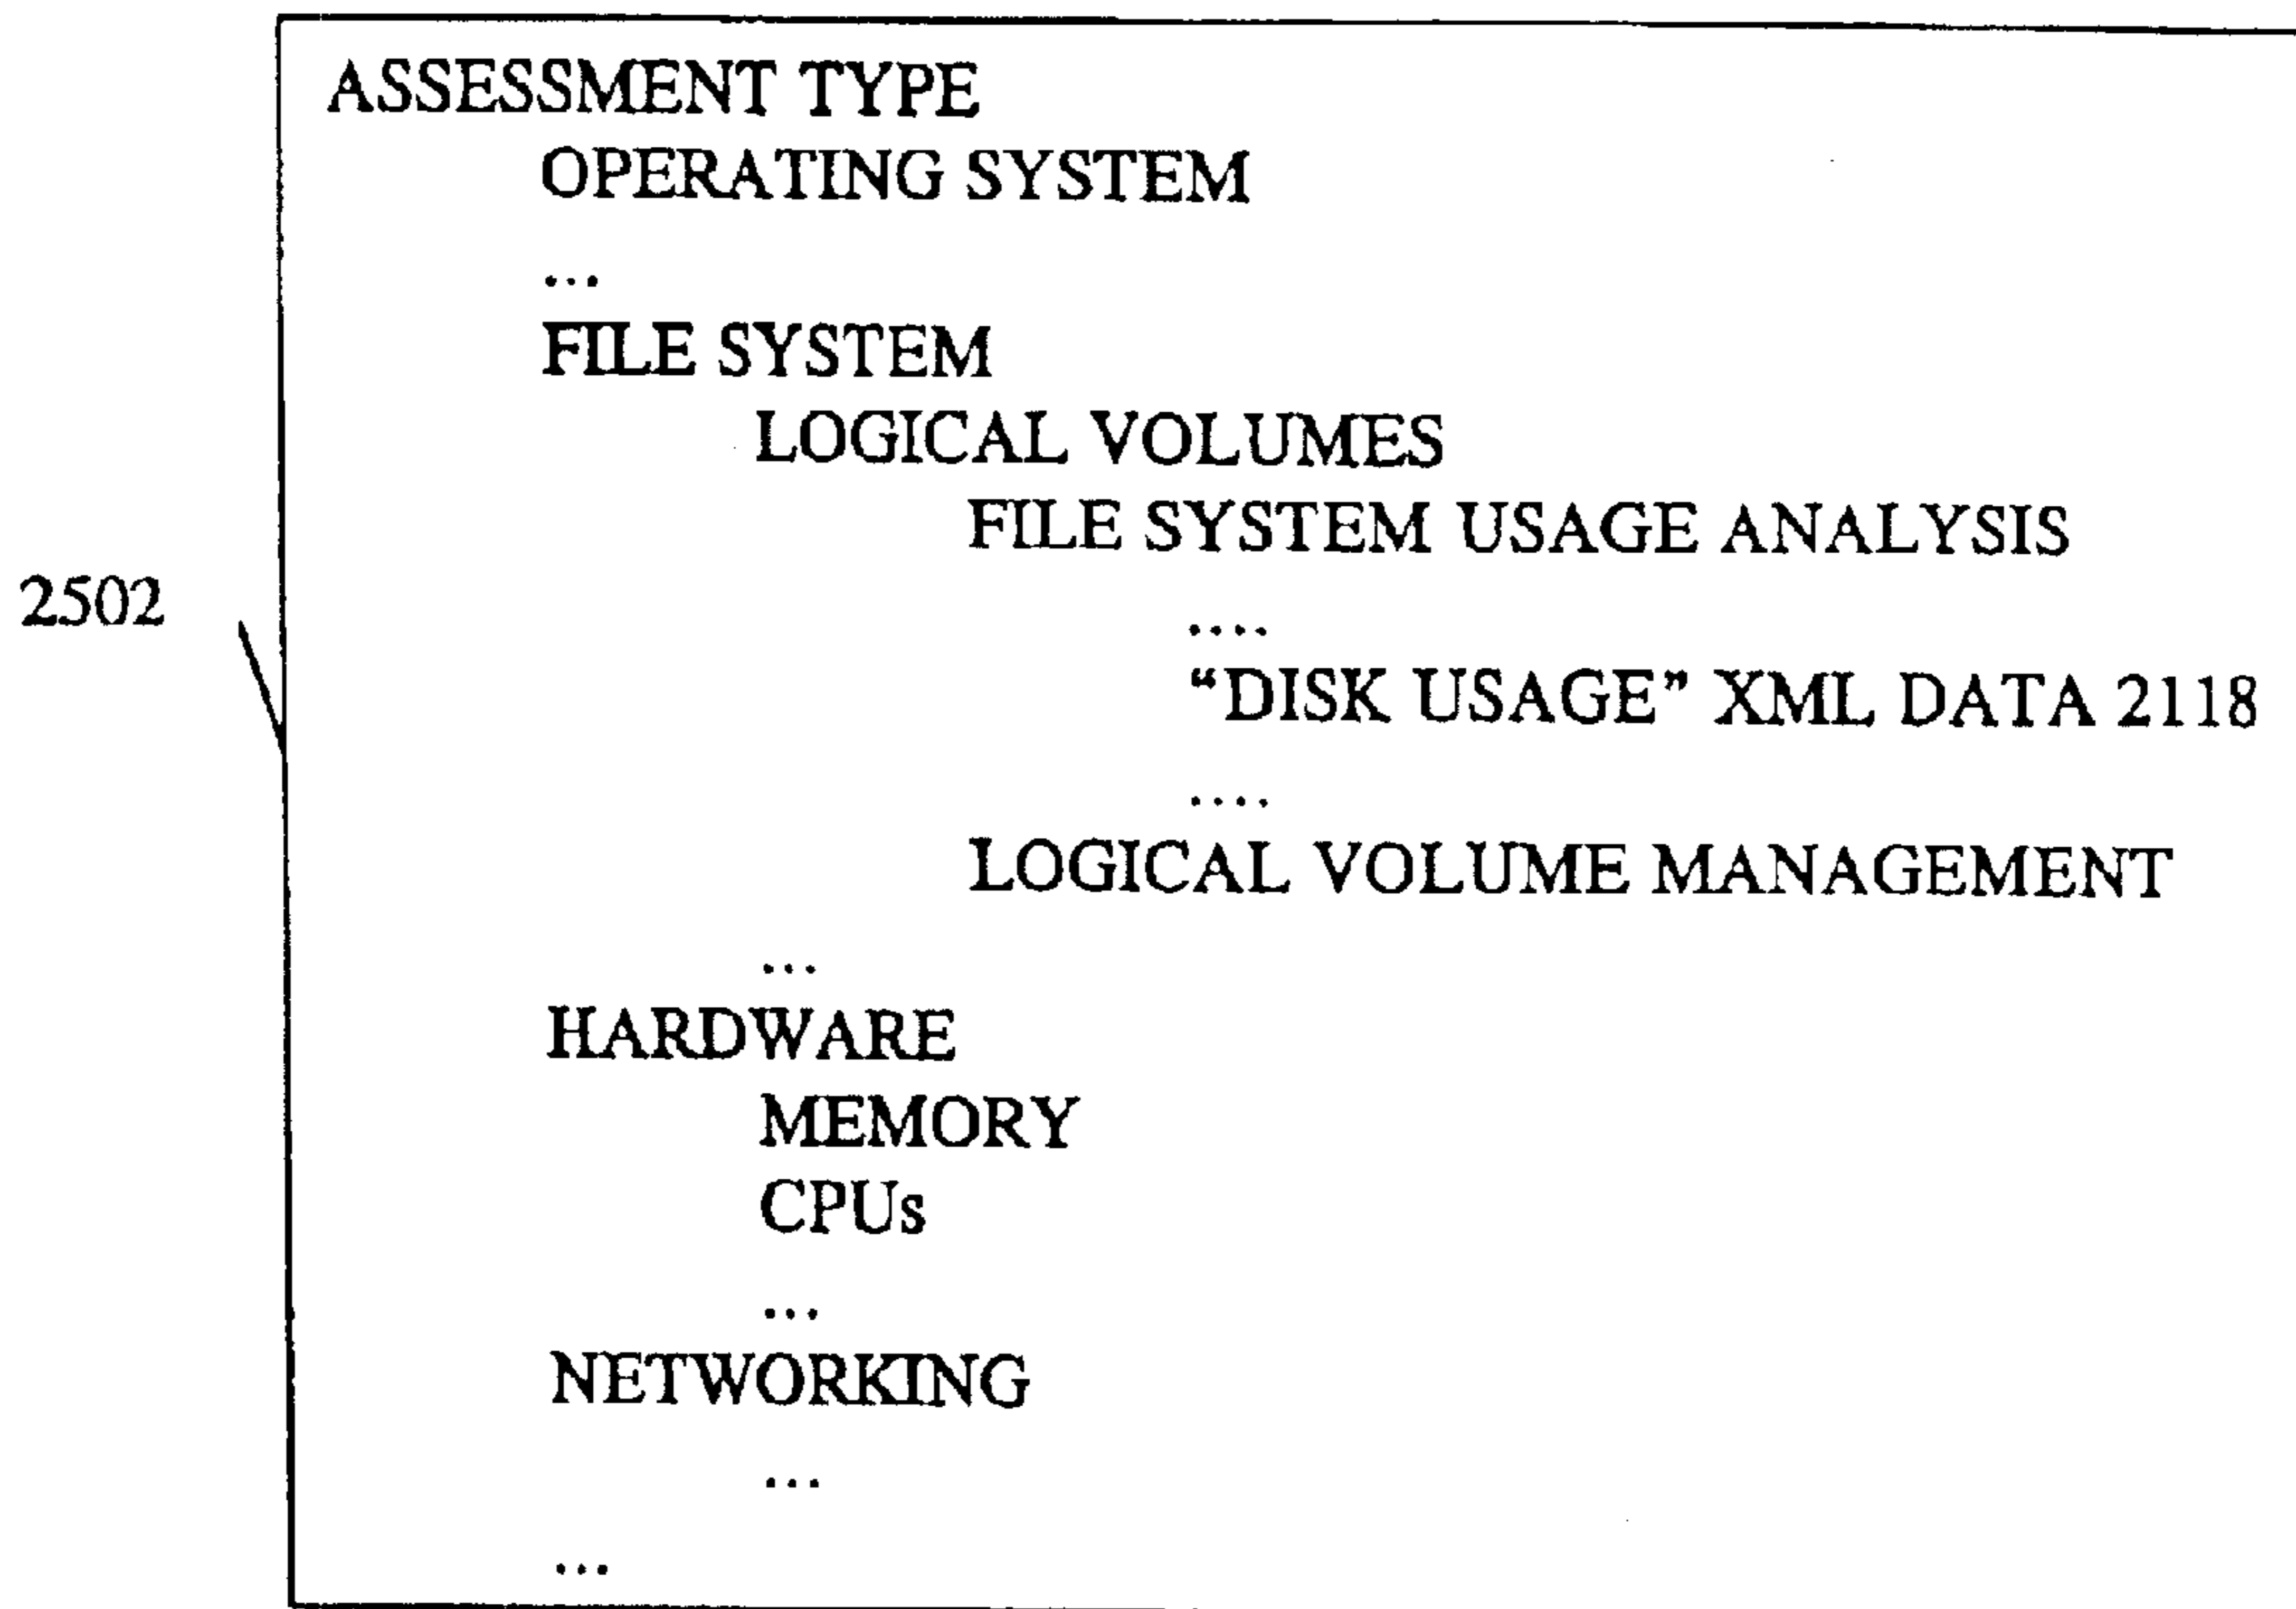 ASSESSMENT TYPE
OPERATING SYSTEM
...
FILE SYSTEM
LOGICAL VOLUMES
FILE SYSTEM USAGE ANALYSIS
2502
....
“DISK USAGE” XML DATA 2118
....
LOGICAL VOLUME MANAGEMENT
...
HARDWARE
MEMORY
CPUs
...
NETWORKING
...
...